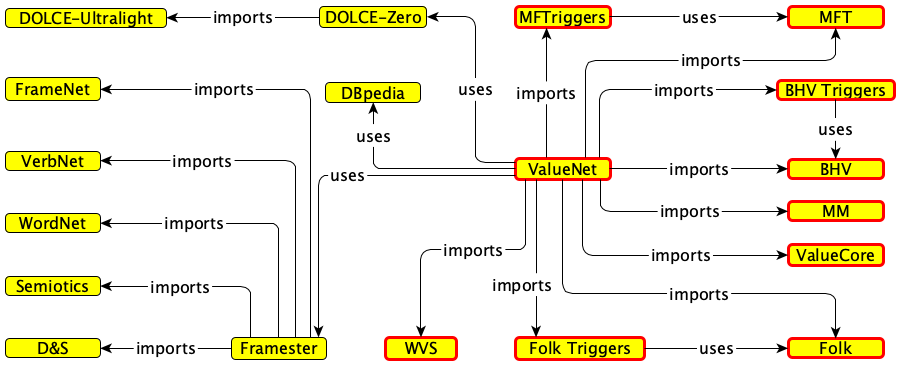 DOLCE-Ultralight
imports
DOLCE-Zero
MFTriggers
uses
MFT
imports
FrameNet
imports
DBpedia
uses
imports
imports
BHV Triggers
uses
uses
VerbNet
imports
uses
ValueNet
imports
BHV
WordNet
imports
imports
MM
imports
imports
ValueCore
Semiotics
imports
imports
imports
D&S
imports
Framester
WVS
Folk Triggers
uses
Folk